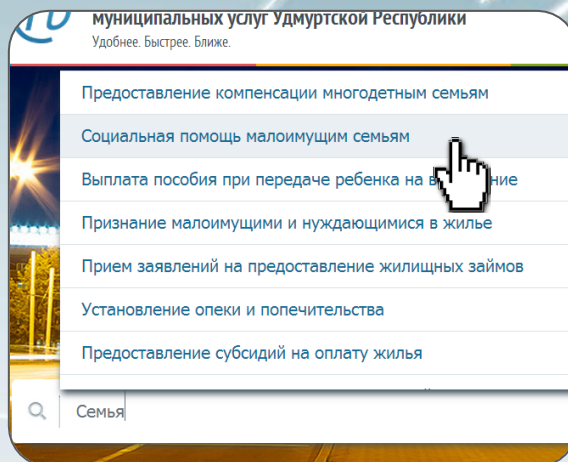 муниципальных услуг Удмуртской Республики
Удобнее. Быстрее. Ближе.
Предоставление компенсации многодетным семьям
Социальная помощь малоимущим семьям
Выплата пособия при передаче ребенка на
Признание малоимущими и нуждающимися в жилье
Прием заявлений на предоставление жилищных займов
Установление опеки и попечительства
Предоставление субсидий на оплату жилья
Семья